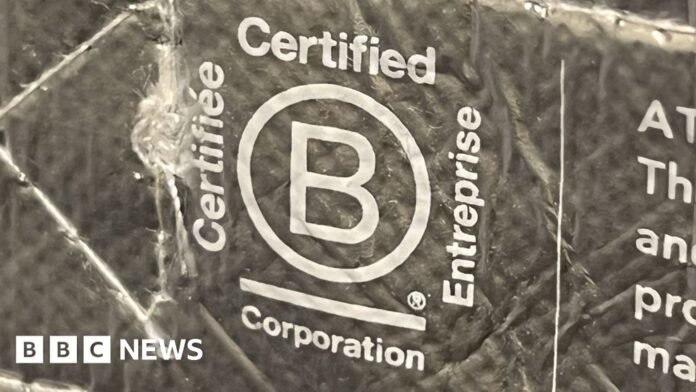 Certified
Certifiée
B
Entreprise
®
Corporation
AT
Th
and
pro
ma
BBC NEWS